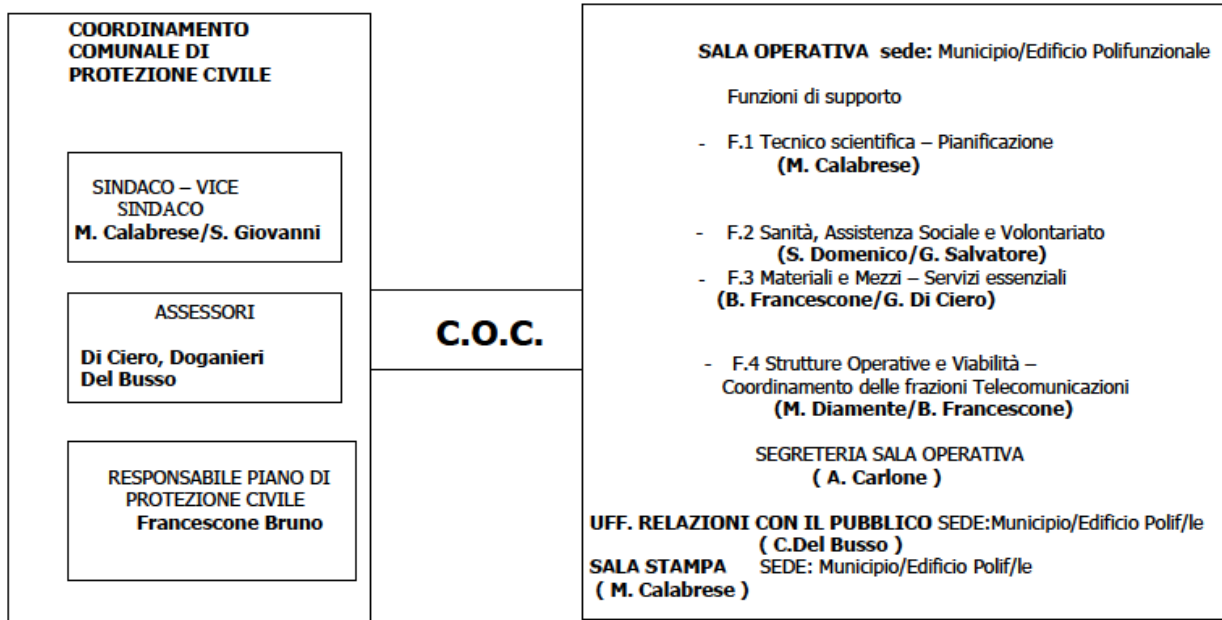 COORDINAMENTO
COMUNALE DI
PROTEZIONE CIVILE
SINDACO – VICE
SINDACO
M. Calabrese/S. Giovanni
ASSESSORI
Di Ciero, Doganieri
Del Busso
RESPONSABILE PIANO DI
PROTEZIONE CIVILE
Francescone Bruno
C.O.C.
SALA OPERATIVA sede: Municipio/Edificio Polifunzionale
Funzioni di supporto
- F.1 Tecnico scientifica – Pianificazione
(M. Calabrese)
- F.2 Sanità, Assistenza Sociale e Volontariato
(S. Domenico/G. Salvatore)
- F.3 Materiali e Mezzi – Servizi essenziali
(B. Francescone/G. Di Ciero)
- F.4 Strutture Operative e Viabilità –
Coordinamento delle frazioni Telecomunicazioni
(M. Diamente/B. Francescone)
SEGRETERIA SALA OPERATIVA
( A. Carlone )
UFF. RELAZIONI CON IL PUBBLICO SEDE:Municipio/Edificio Polif/le
( C.Del Busso )
SALA STAMPA SEDE: Municipio/Edificio Polif/le
( M. Calabrese )